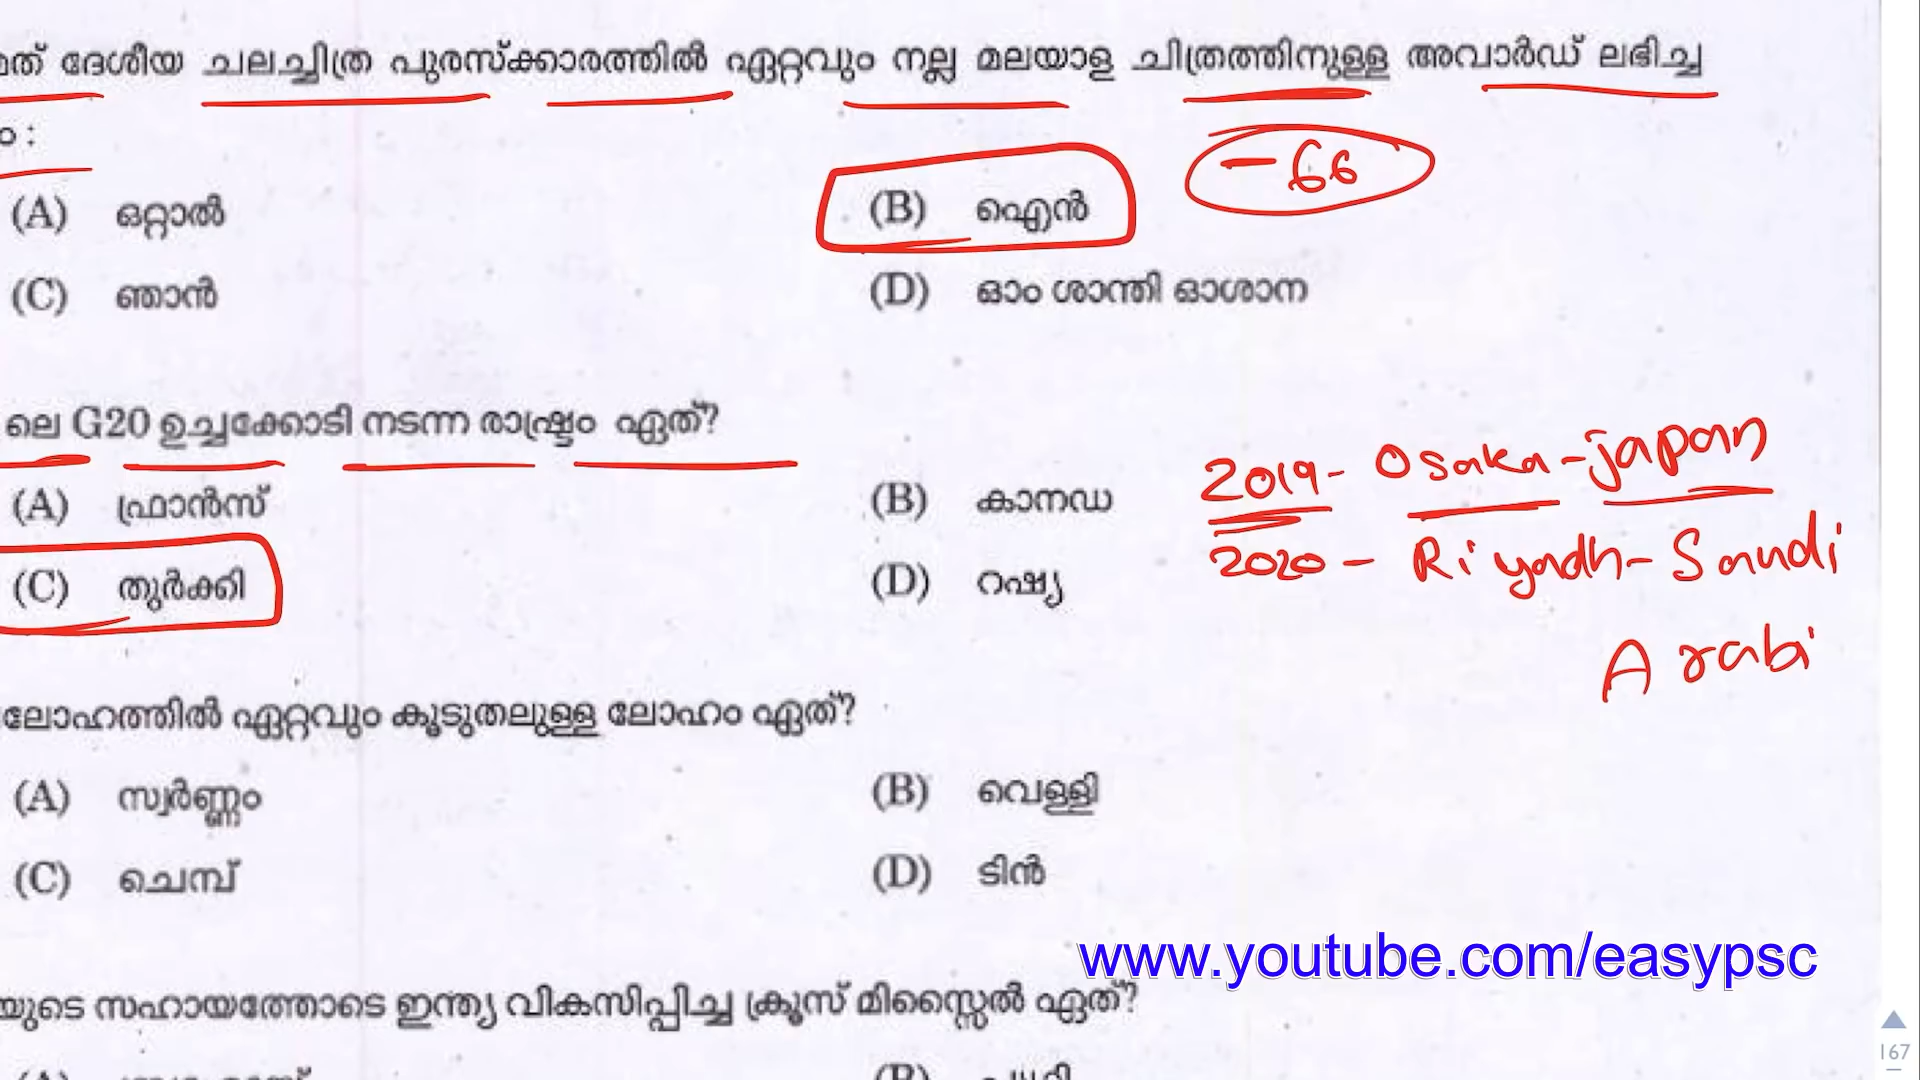 മത് ദേശീയ ചലച്ചിത്ര പുരസ്ക്കാരത്തിൽ ഏറ്റവും നല്ല മലയാള ചിത്രത്തിനുള്ള അവാർഡ് ലഭിച്ച
ം :
(A) ഒറ്റാൽ (B) ഐൻ - 66
(C) ഞാൻ (D) ഓം ശാന്തി ഓശാന
ലെ G20 ഉച്ചക്കോടി നടന്ന രാഷ്ട്രം ഏത്?
2019 - Osaka - japan
(A) ഫ്രാൻസ് (B) കാനഡ
2020 - Riyadh - Saudi
(C) തുർക്കി (D) റഷ്യ
Arabi
ലോഹത്തിൽ ഏറ്റവും കൂടുതലുള്ള ലോഹം ഏത്?
(A) സ്വർണ്ണം (B) വെള്ളി
(C) ചെമ്പ് (D) ടിൻ
www.youtube.com/easypsc
യുടെ സഹായത്തോടെ ഇന്ത്യ വികസിപ്പിച്ച ക്രൂസ് മിസ്സൈൽ ഏത്?
167